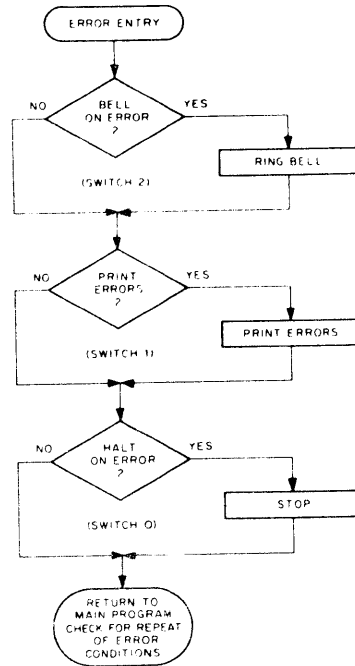 ERROR ENTRY
NO
BELL
ON ERROR
?
YES
RING BELL
(SWITCH 2)
NO
PRINT
ERRORS
?
YES
PRINT ERRORS
(SWITCH 1)
NO
HALT
ON ERROR
?
YES
STOP
(SWITCH 0)
RETURN TO
MAIN PROGRAM
CHECK FOR REPEAT
OF ERROR
CONDITIONS